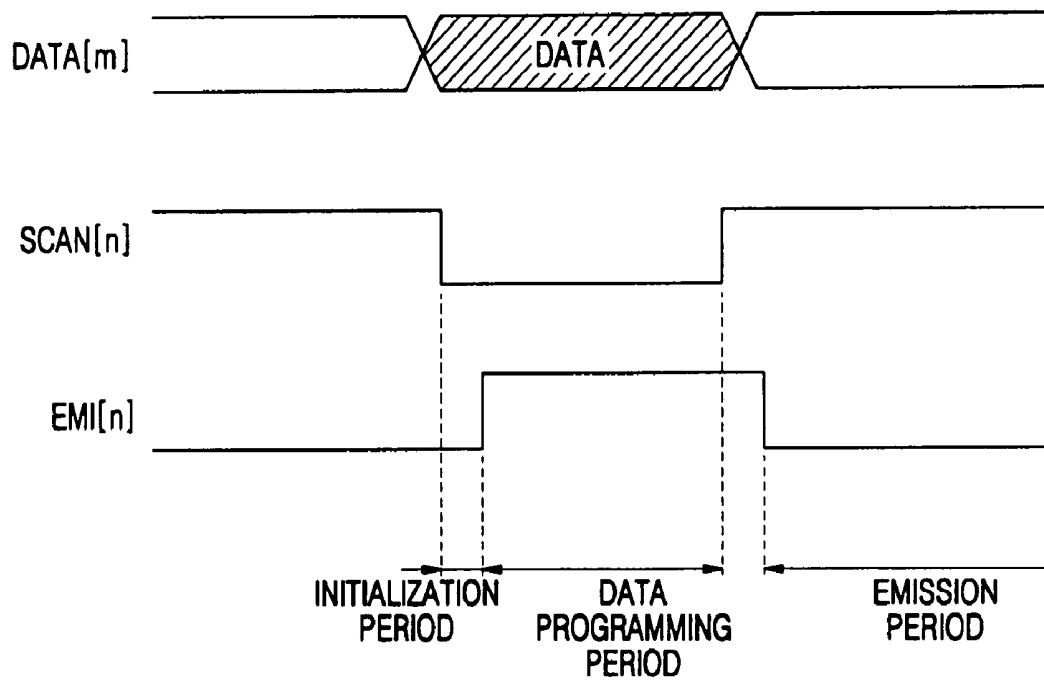 DATA[m]
DATA
SCAN[n]
EMI[n]
INITIALIZATION
PERIOD
DATA
PROGRAMMING
PERIOD
EMISSION
PERIOD